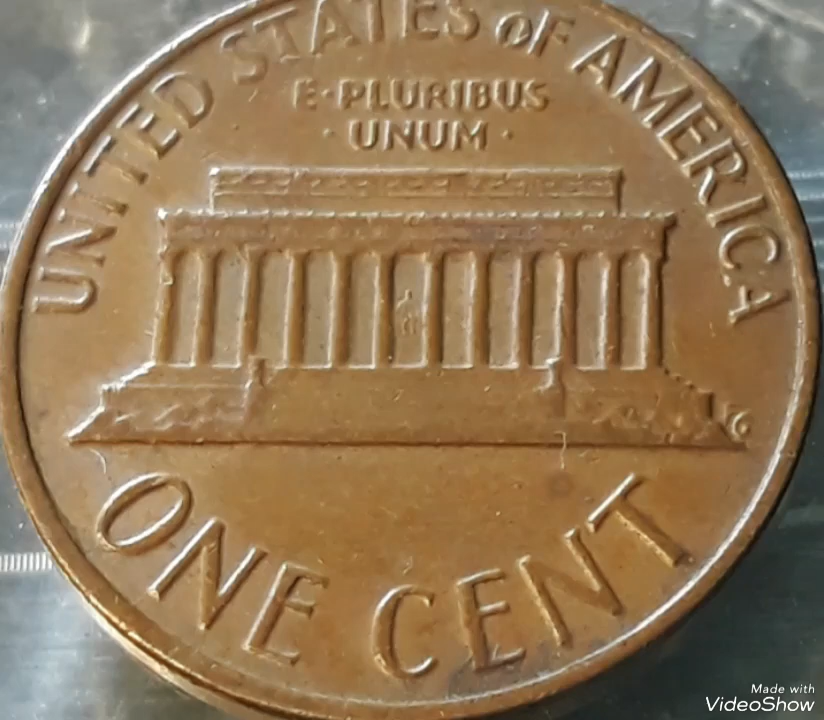 UNITED STATES OF AMERICA
E·PLURIBUS
·UNUM·
ONE CENT
Made with
VideoShow